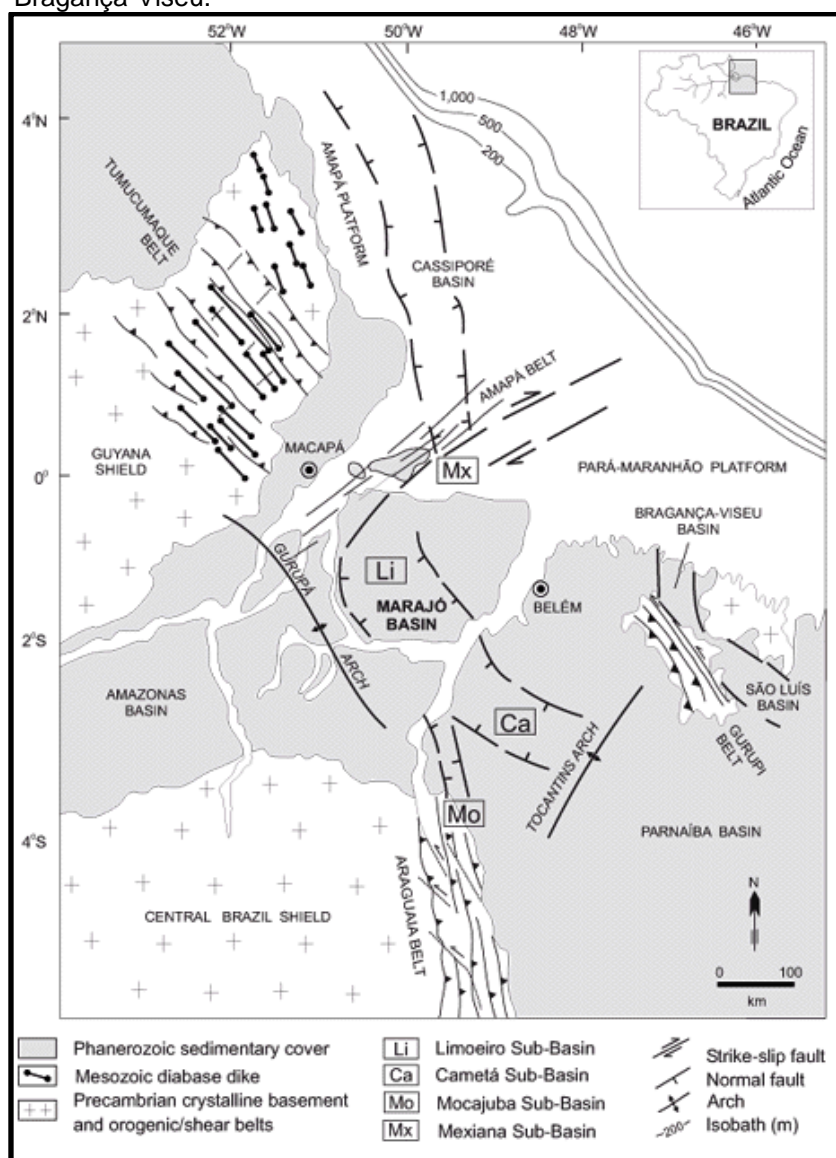 Bragança-Viseu.
52°W
50°W
48°W
46°W
4°N
2°N
0°
2°S
4°S
1,000
500
200
BRAZIL
Atlantic Ocean
TUMUCUMAQUE
BELT
AMAPÁ PLATFORM
CASSIPORÉ
BASIN
AMAPÁ BELT
GUYANA
SHIELD
MACAPÁ
Mx
PARÁ-MARANHÃO PLATFORM
BRAGANÇA-VISEU
BASIN
GURUPÁ
ARCH
Li
MARAJÓ
BASIN
BELÉM
AMAZONAS
BASIN
SÃO LUÍS
BASIN
GURUPI
BELT
Ca
TOCANTINS ARCH
Mo
PARNAÍBA BASIN
ARAGUAIA BELT
CENTRAL BRAZIL SHIELD
N
0 100
km
Phanerozoic sedimentary cover
Mesozoic diabase dike
Precambrian crystalline basement
and orogenic/shear belts
Li Limoeiro Sub-Basin
Ca Cametá Sub-Basin
Mo Mocajuba Sub-Basin
Mx Mexiana Sub-Basin
Strike-slip fault
Normal fault
Arch
-200- Isobath (m)